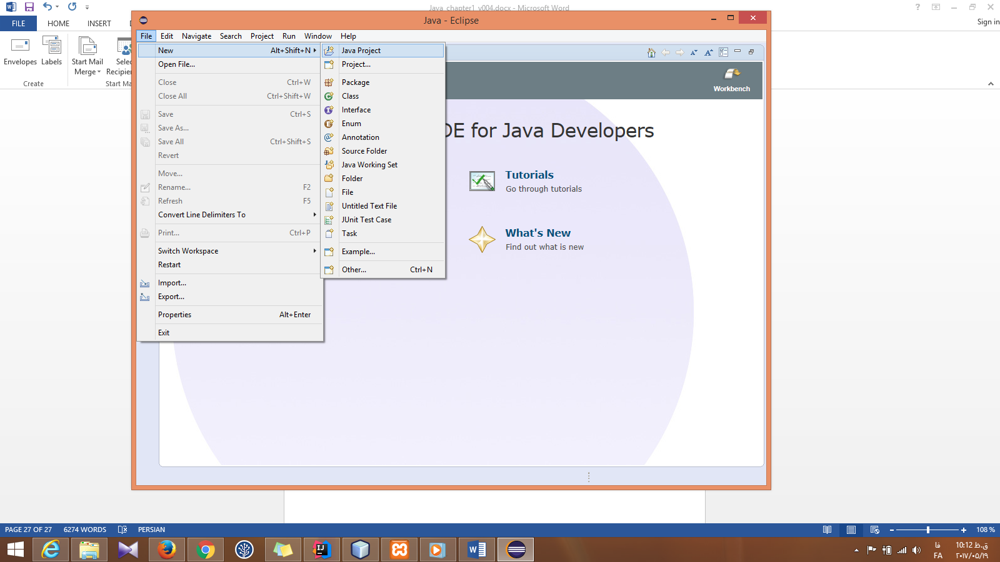 Java_chapter1_v004.docx - Microsoft Word
FILE
HOME
INSERT
Sign in
Envelopes
Labels
Start Mail
Merge
Create
Java - Eclipse
File Edit Navigate Search Project Run Window Help
New Alt+Shift+N
Open File...
Close Ctrl+W
Close All Ctrl+Shift+W
Save Ctrl+S
Save As...
Save All Ctrl+Shift+S
Revert
Move...
Rename... F2
Refresh F5
Convert Line Delimiters To
Print... Ctrl+P
Switch Workspace
Restart
Import...
Export...
Properties Alt+Enter
Exit
Java Project
Project...
Package
Class
Interface
Enum
Annotation
Source Folder
Java Working Set
Folder
File
Untitled Text File
JUnit Test Case
Task
Example...
Other... Ctrl+N
Workbench
DE for Java Developers
Tutorials
Go through tutorials
What's New
Find out what is new
PAGE 27 OF 27 6274 WORDS PERSIAN
108 %
فا
FA
10:12 ق.ظ
۲۰۱۷/۰۵/۱۹